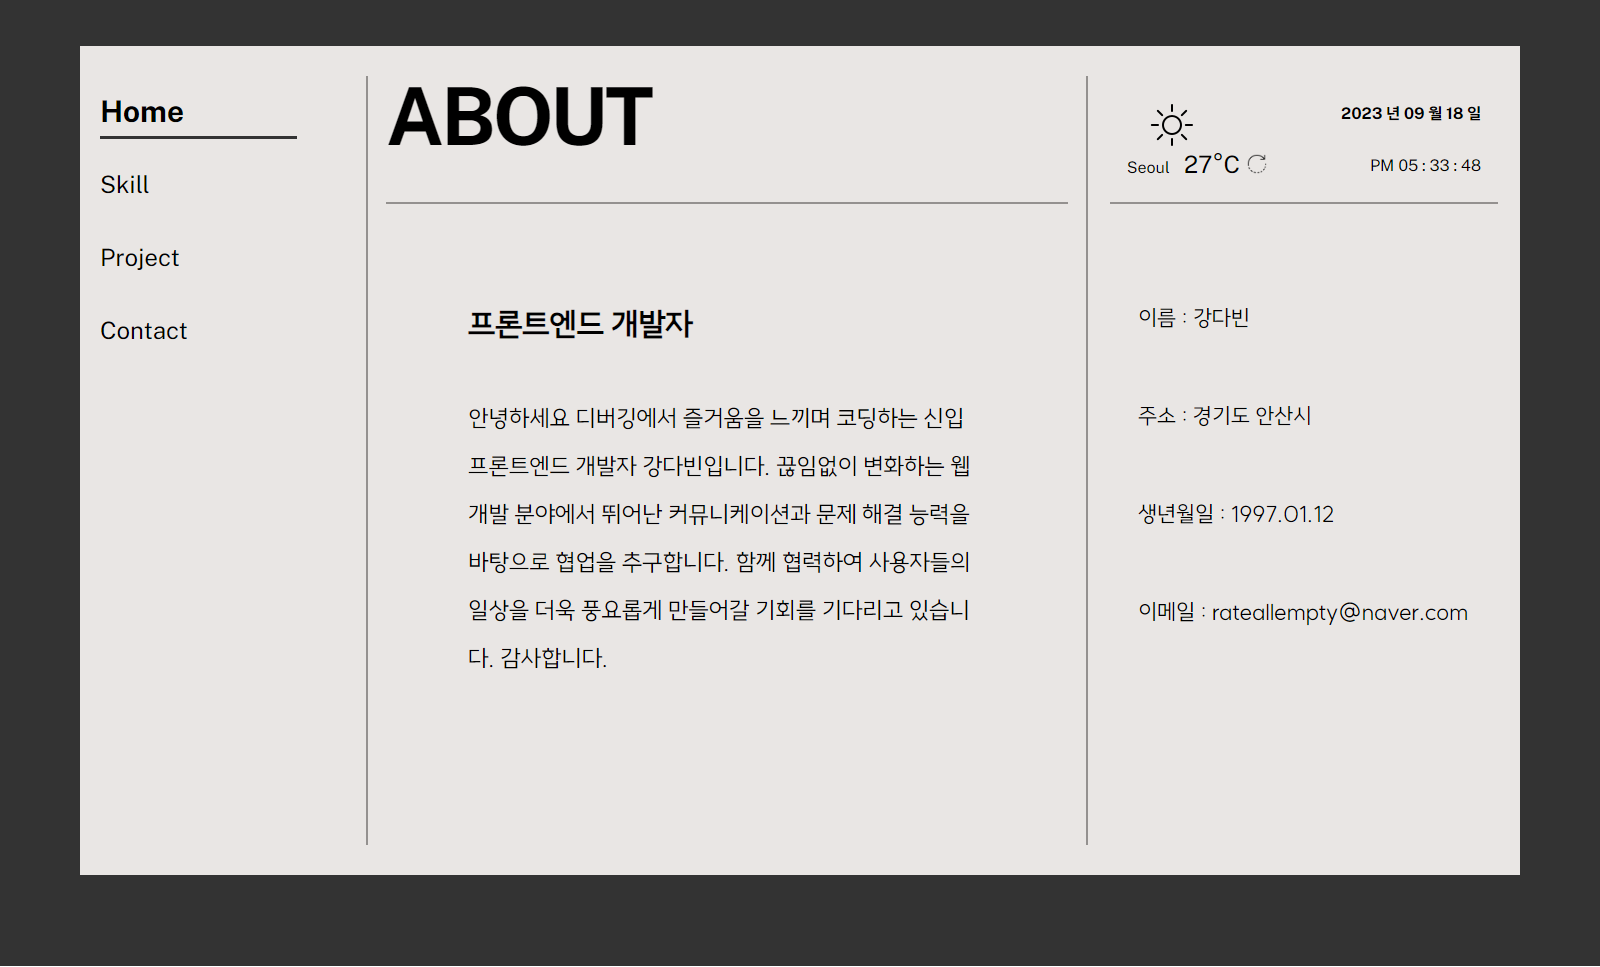 Home
Skill
Project
Contact
ABOUT
프론트엔드 개발자
안녕하세요 디버깅에서 즐거움을 느끼며 코딩하는 신입
프론트엔드 개발자 강다빈입니다. 끊임없이 변화하는 웹
개발 분야에서 뛰어난 커뮤니케이션과 문제 해결 능력을
바탕으로 협업을 추구합니다. 함께 협력하여 사용자들의
일상을 더욱 풍요롭게 만들어갈 기회를 기다리고 있습니
다. 감사합니다.
2023 년 09 월 18 일
Seoul 27°C
PM 05 : 33 : 48
이름 : 강다빈
주소 : 경기도 안산시
생년월일 : 1997.01.12
이메일 : rateallempty@naver.com